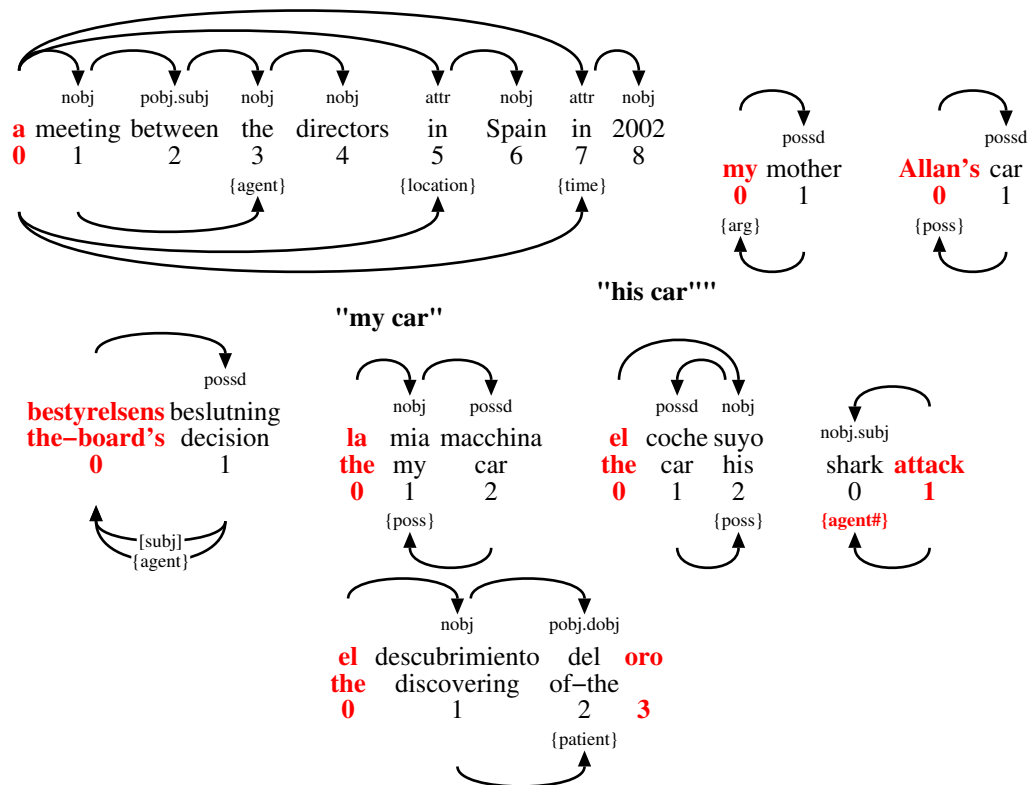 nobj pobj.subj nobj nobj attr nobj attr nobj
a meeting between the directors in Spain in 2002
0 1 2 3 4 5 6 7 8
{agent} {location} {time}
possd
my mother
0 1
{arg}
possd
Allan's car
0 1
{poss}
possd
bestyrelsens beslutning
the-board's decision
0 1
[subj]
{agent}
"my car"
nobj possd
la mia macchina
the my car
0 1 2
{poss}
"his car""
possd nobj
el coche suyo
the car his
0 1 2
{poss}
nobj.subj
shark attack
0 1
{agent#}
nobj pobj.dobj
el descubrimiento del oro
the discovering of-the
0 1 2 3
{patient}